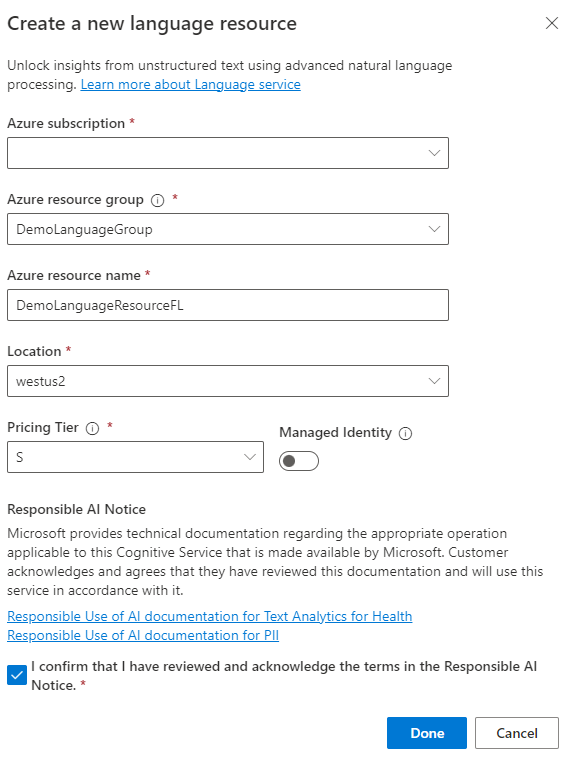 Create a new language resource
Unlock insights from unstructured text using advanced natural language
processing. Learn more about Language service
Azure subscription *
Azure resource group *
DemoLanguageGroup
Azure resource name *
DemoLanguageResourceFL
Location *
westus2
Pricing Tier *
Managed Identity
S
Responsible AI Notice
Microsoft provides technical documentation regarding the appropriate operation
applicable to this Cognitive Service that is made available by Microsoft. Customer
acknowledges and agrees that they have reviewed this documentation and will use this
service in accordance with it.
Responsible Use of AI documentation for Text Analytics for Health
Responsible Use of AI documentation for PII
I confirm that I have reviewed and acknowledge the terms in the Responsible AI
Notice. *
Done Cancel